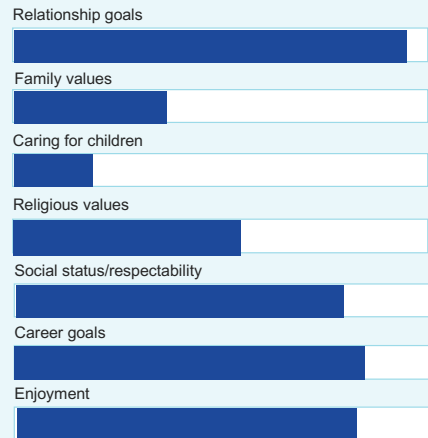 Relationship goals
Family values
Caring for children
Religious values
Social status/respectability
Career goals
Enjoyment